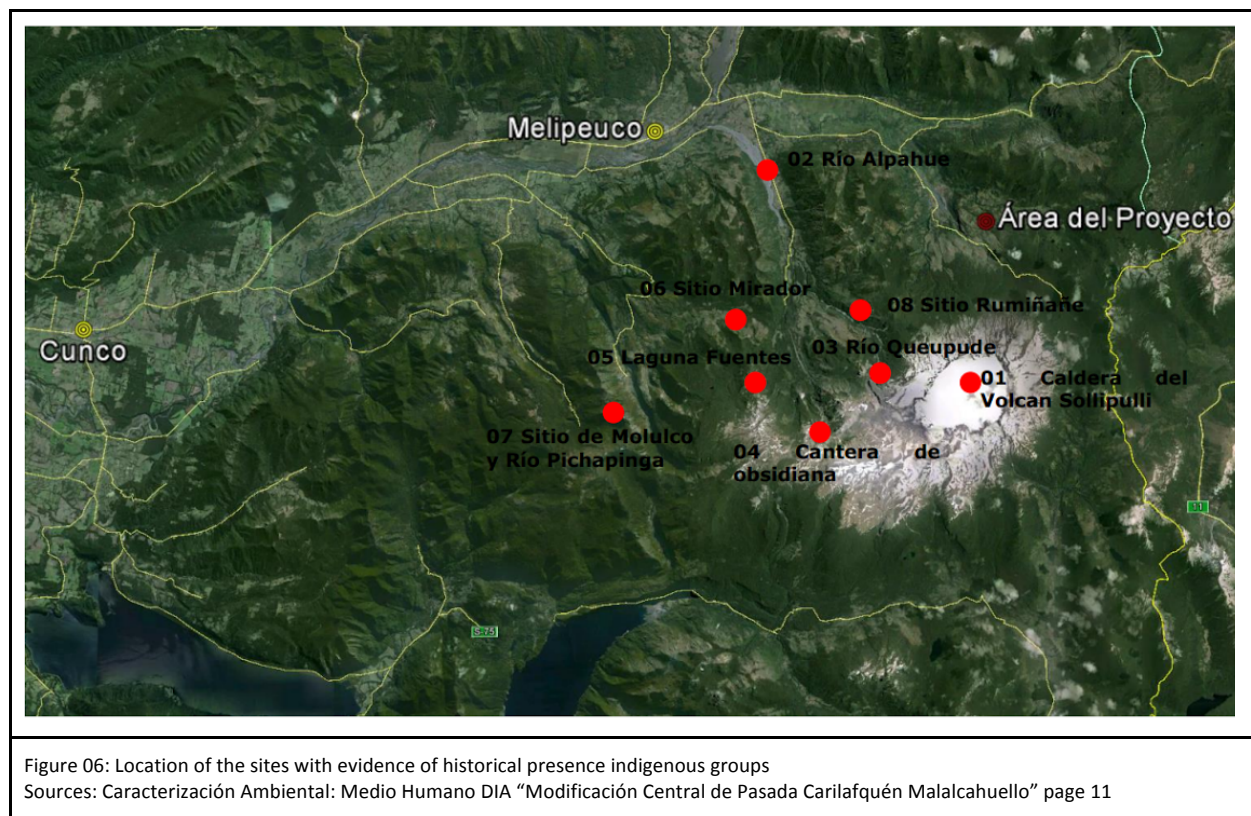 Melipeuco
02 Río Alpahue
Área del Proyecto
06 Sitio Mirador
08 Sitio Rumiñañe
Cunco
05 Laguna Fuentes
03 Río Queupude
01 Caldera del
Volcan Sollipulli
07 Sitio de Molulco
y Río Pichapinga
04 Cantera de
obsidiana
11
S-75
Figure 06: Location of the sites with evidence of historical presence indigenous groups
Sources: Caracterización Ambiental: Medio Humano DIA “Modificación Central de Pasada Carilafquén Malalcahuello” page 11